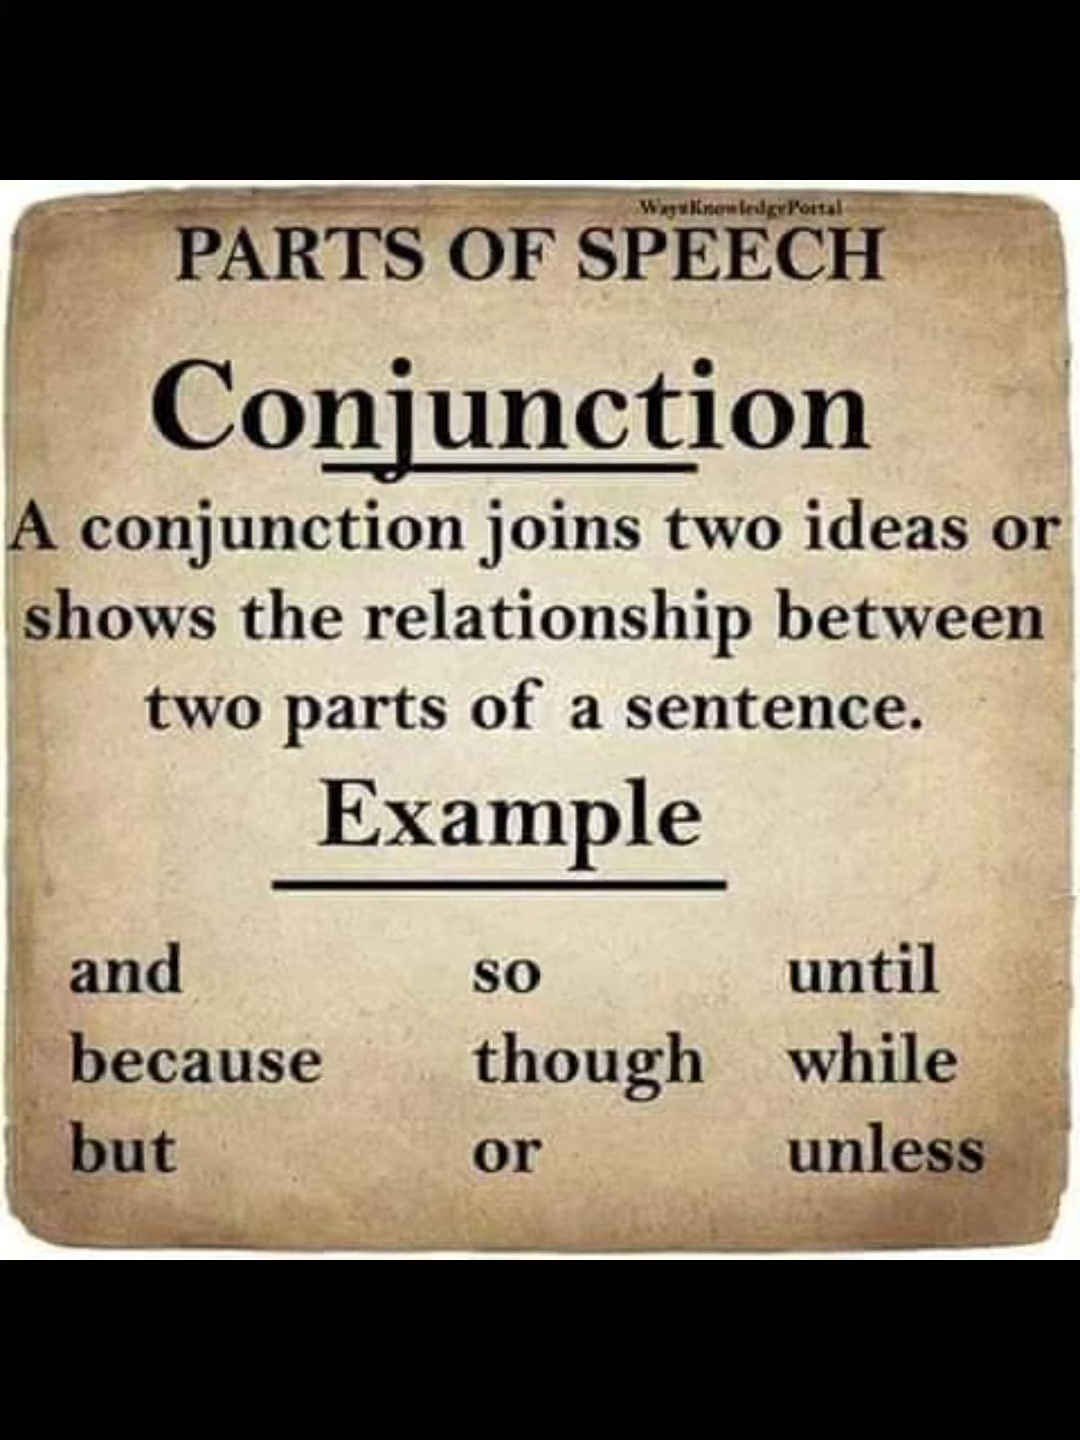 WaysKnowledgePortal
PARTS OF SPEECH
Conjunction
A conjunction joins two ideas or
shows the relationship between
two parts of a sentence.
Example
and so until
because though while
but or unless